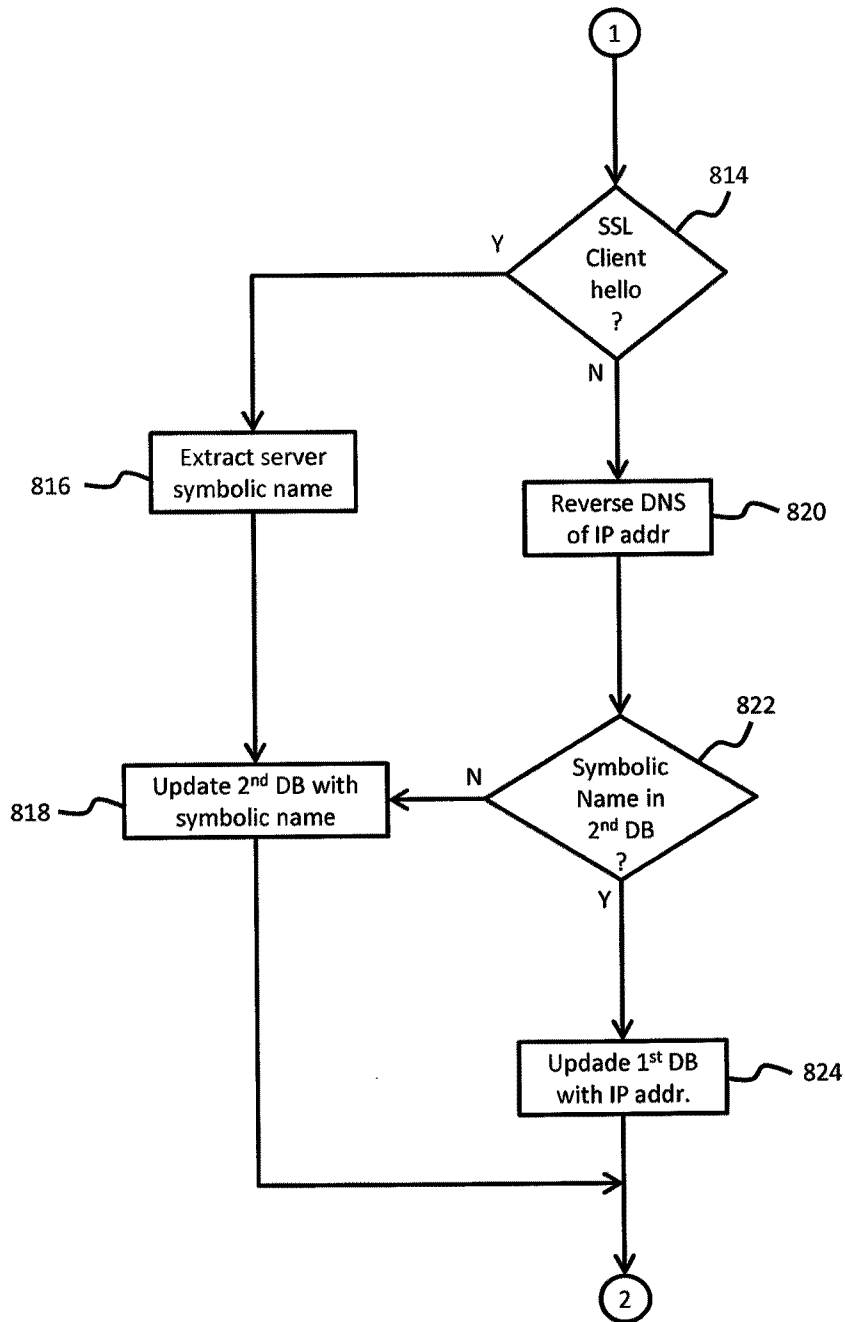 1
814
SSL
Client
hello
?
Y
N
816
Extract server
symbolic name
Reverse DNS
of IP addr
820
822
818
Update 2nd DB with
symbolic name
N
Symbolic
Name in
2nd DB
?
Y
Updade 1st DB
with IP addr.
824
2